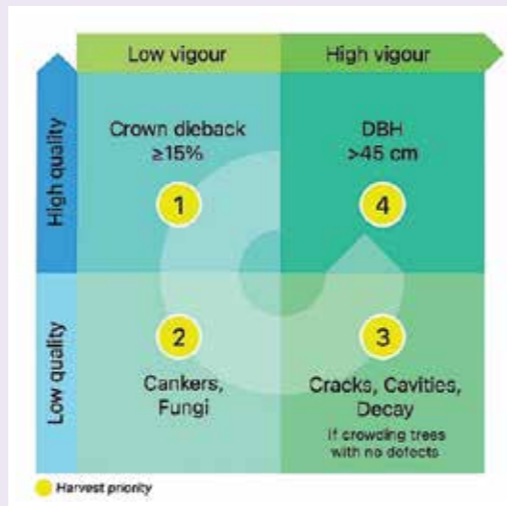 Low vigour
High vigour
High quality
Crown dieback
≥15%
1
DBH
>45 cm
4
Low quality
2
Cankers,
Fungi
3
Cracks, Cavities,
Decay
If crowding trees
with no defects
Harvest priority